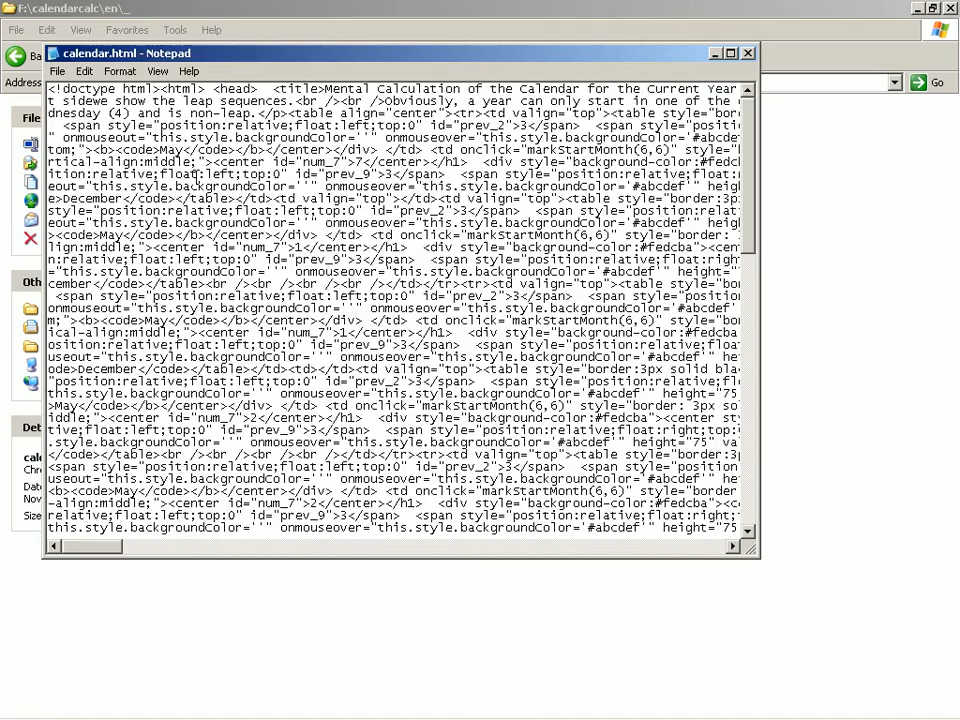 F:\calendarcalc\en\_
File Edit View Favorites Tools Help
Ba
Address
Go
File
Oth
Det
cale
Chro
Date
Nov
Size
calendar.html - Notepad
File Edit Format View Help
<!doctype html><html> <head>   <title>Mental Calculation of the Calendar for the Current Year
t sidewe show the leap sequences.<br /><br />Obviously, a year can only start in one of the
dnesday (4) and is non-leap.</p><table align="center"><tr><td valign="top"><table style="bor
<span style="position:relative;float:left;top:0" id="prev_2">3</span>   <span style="positio
" onmouseout="this.style.backgroundColor=''" onmouseover="this.style.backgroundColor='#abcdef
tom;"><b><code>May</code></b></center></div>  </td>  <td onclick="markStartMonth(6,6)" style="
rtical-align:middle;"><center id="num_7">7</center></h1>   <div style="background-color:#fedcb
ition:relative;float:left;top:0" id="prev_9">3</span>   <span style="position:relative;float:
eout="this.style.backgroundColor=''" onmouseover="this.style.backgroundColor='#abcdef'" heigh
e>December</code></table></td><td valign="top"><td valign="top"><table style="border:3px
style="position:relative;float:left;top:0" id="prev_2">3</span>   <span style="position:relat
eout="this.style.backgroundColor=''" onmouseover="this.style.backgroundColor='#abcdef'" heigh
<code>May</code></b></center></div>  </td>  <td onclick="markStartMonth(6,6)" style="border:
lign:middle;"><center id="num_7">1</center></h1>   <div style="background-color:#fedcba"><cen
n:relative;float:left;top:0" id="prev_9">3</span>   <span style="position:relative;float:righ
="this.style.backgroundColor=''" onmouseover="this.style.backgroundColor='#abcdef'" height="
cember</code></table><br /><br /><br /><br /></td></tr><tr><td valign="top"><table style="bo
<span style="position:relative;float:left;top:0" id="prev_2">3</span>   <span style="position
onmouseout="this.style.backgroundColor=''" onmouseover="this.style.backgroundColor='#abcdef'
m;"><b><code>May</code></b></center></div>  </td>  <td onclick="markStartMonth(6,6)" style="b
ical-align:middle;"><center id="num_7">1</center></h1>   <div style="background-color:#fedcba
osition:relative;float:left;top:0" id="prev_9">3</span>   <span style="position:relative;floa
useout="this.style.backgroundColor=''" onmouseover="this.style.backgroundColor='#abcdef'" he
ode>December</code></table></td><td valign="top"><td valign="top"><table style="border:3px solid bla
"position:relative;float:left;top:0" id="prev_2">3</span>   <span style="position:relative;fl
mouseout="this.style.backgroundColor=''" onmouseover="this.style.backgroundColor='#abcdef'" height="75
>May</code></b></center></div>  </td>  <td onclick="markStartMonth(6,6)" style="border: 3px so
iddle;"><center id="num_7">2</center></h1>   <div style="background-color:#fedcba"><center st
tive;float:left;top:0" id="prev_9">3</span>   <span style="position:relative;float:right;top:
.style.backgroundColor=''" onmouseover="this.style.backgroundColor='#abcdef'" height="75" va
</code></table><br /><br /><br /><br /></td></tr><tr><td valign="top"><table style="border:3p
<span style="position:relative;float:left;top:0" id="prev_2">3</span>   <span style="position
mouseout="this.style.backgroundColor=''" onmouseover="this.style.backgroundColor='#abcdef'"
<b><code>May</code></b></center></div>  </td>  <td onclick="markStartMonth(6,6)" style="border
-align:middle;"><center id="num_7">2</center></h1>   <div style="background-color:#fedcba"><c
relative;float:left;top:0" id="prev_9">3</span>   <span style="position:relative;float:right;
this.style.backgroundColor=''" onmouseover="this.style.backgroundColor='#abcdef'" height="75